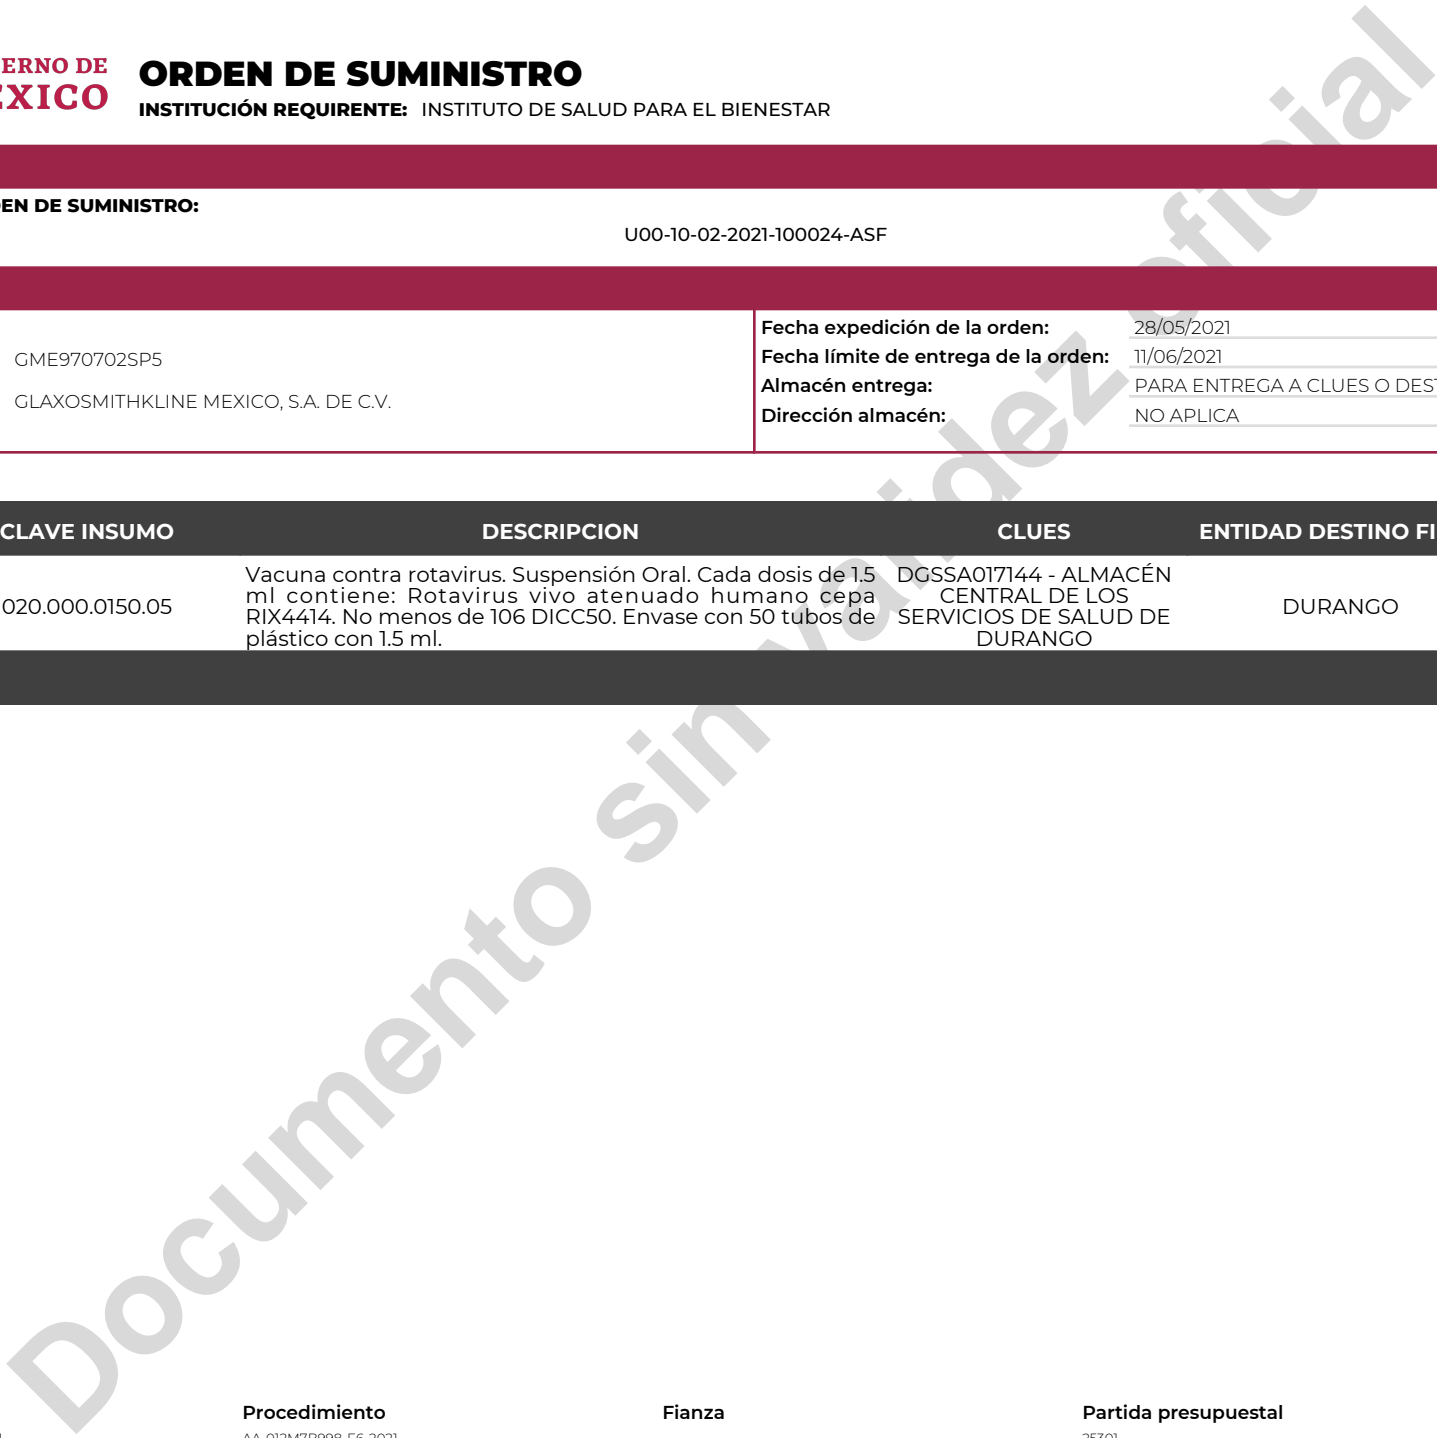 ERNO DE
ORDEN DE SUMINISTRO
INSTITUCIÓN REQUIRENTE: INSTITUTO DE SALUD PARA EL BIENESTAR
EN DE SUMINISTRO:
U00-10-02-2021-100024-ASF
GME970702SP5
GLAXOSMITHKLINE MEXICO, S.A. DE C.V.
Fecha expedición de la orden: 28/05/2021
Fecha límite de entrega de la orden: 11/06/2021
Almacén entrega: PARA ENTREGA A CLUES O DEST
Dirección almacén: NO APLICA
CLAVE INSUMO DESCRIPCION CLUES ENTIDAD DESTINO FI
020.000.0150.05
Vacuna contra rotavirus. Suspensión Oral. Cada dosis de 1.5
ml contiene: Rotavirus vivo atenuado humano cepa
RIX4414. No menos de 106 DICC50. Envase con 50 tubos de
plástico con 1.5 ml.
DGSSA017144 - ALMACÉN
CENTRAL DE LOS
SERVICIOS DE SALUD DE
DURANGO
DURANGO
Documento sin validez oficial
Procedimiento Fianza Partida presupuestal